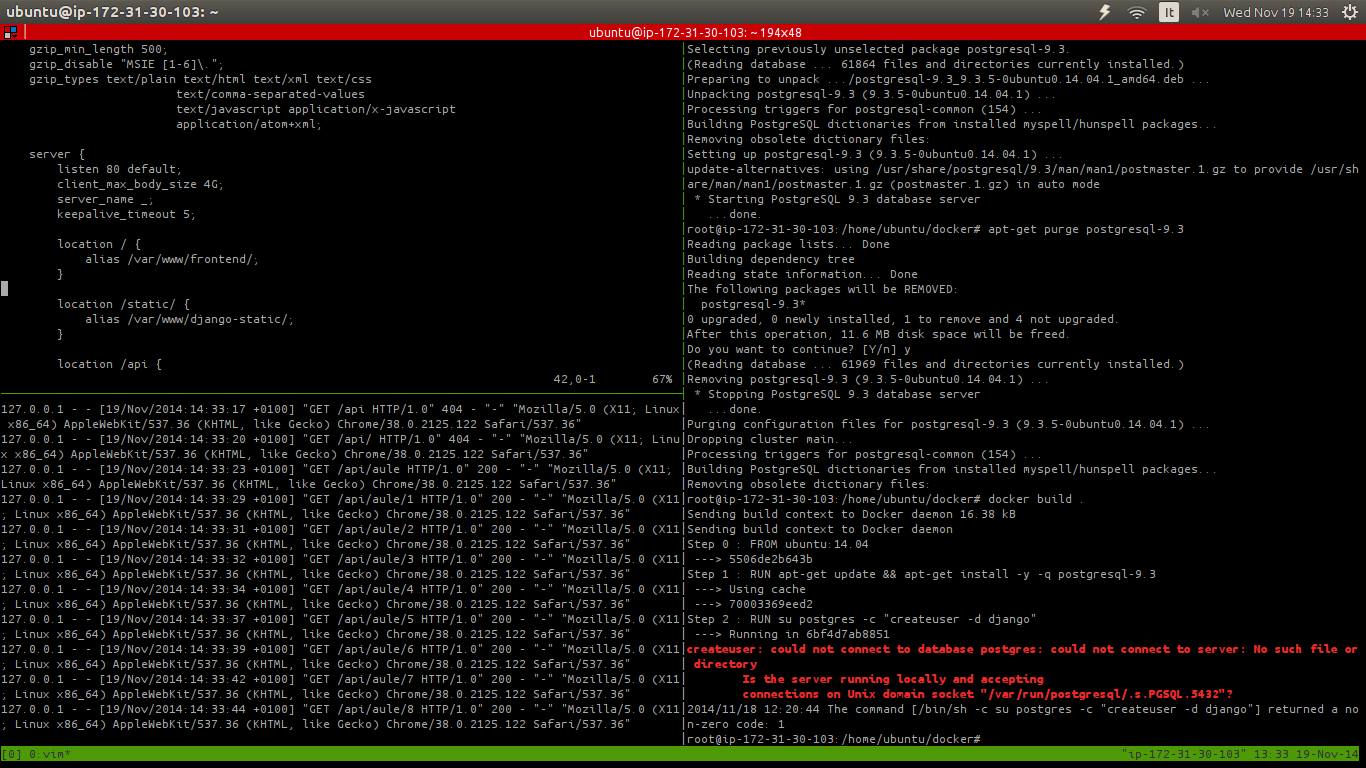 ubuntu@ip-172-31-30-103: ~
It
Wed Nov 19 14:33
ubuntu@ip-172-31-30-103: ~ 194x48
gzip_min_length 500;
gzip_disable "MSIE [1-6]\.";
gzip_types text/plain text/html text/xml text/css
text/comma-separated-values
text/javascript application/x-javascript
application/atom+xml;
server {
listen 80 default;
client_max_body_size 4G;
server_name _;
keepalive_timeout 5;
location / {
alias /var/www/frontend/;
}
location /static/ {
alias /var/www/django-static/;
}
location /api {
42,0-1 67%
127.0.0.1 - - [19/Nov/2014:14:33:17 +0100] "GET /api HTTP/1.0" 404 - "-" "Mozilla/5.0 (X11; Linux
x86_64) AppleWebKit/537.36 (KHTML, like Gecko) Chrome/38.0.2125.122 Safari/537.36"
127.0.0.1 - - [19/Nov/2014:14:33:20 +0100] "GET /api/ HTTP/1.0" 404 - "-" "Mozilla/5.0 (X11; Linu
x x86_64) AppleWebKit/537.36 (KHTML, like Gecko) Chrome/38.0.2125.122 Safari/537.36"
127.0.0.1 - - [19/Nov/2014:14:33:23 +0100] "GET /api/aule HTTP/1.0" 200 - "-" "Mozilla/5.0 (X11;
Linux x86_64) AppleWebKit/537.36 (KHTML, like Gecko) Chrome/38.0.2125.122 Safari/537.36"
127.0.0.1 - - [19/Nov/2014:14:33:29 +0100] "GET /api/aule/1 HTTP/1.0" 200 - "-" "Mozilla/5.0 (X11
; Linux x86_64) AppleWebKit/537.36 (KHTML, like Gecko) Chrome/38.0.2125.122 Safari/537.36"
127.0.0.1 - - [19/Nov/2014:14:33:31 +0100] "GET /api/aule/2 HTTP/1.0" 200 - "-" "Mozilla/5.0 (X11
; Linux x86_64) AppleWebKit/537.36 (KHTML, like Gecko) Chrome/38.0.2125.122 Safari/537.36"
127.0.0.1 - - [19/Nov/2014:14:33:32 +0100] "GET /api/aule/3 HTTP/1.0" 200 - "-" "Mozilla/5.0 (X11
; Linux x86_64) AppleWebKit/537.36 (KHTML, like Gecko) Chrome/38.0.2125.122 Safari/537.36"
127.0.0.1 - - [19/Nov/2014:14:33:34 +0100] "GET /api/aule/4 HTTP/1.0" 200 - "-" "Mozilla/5.0 (X11
; Linux x86_64) AppleWebKit/537.36 (KHTML, like Gecko) Chrome/38.0.2125.122 Safari/537.36"
127.0.0.1 - - [19/Nov/2014:14:33:37 +0100] "GET /api/aule/5 HTTP/1.0" 200 - "-" "Mozilla/5.0 (X11
; Linux x86_64) AppleWebKit/537.36 (KHTML, like Gecko) Chrome/38.0.2125.122 Safari/537.36"
127.0.0.1 - - [19/Nov/2014:14:33:39 +0100] "GET /api/aule/6 HTTP/1.0" 200 - "-" "Mozilla/5.0 (X11
; Linux x86_64) AppleWebKit/537.36 (KHTML, like Gecko) Chrome/38.0.2125.122 Safari/537.36"
127.0.0.1 - - [19/Nov/2014:14:33:42 +0100] "GET /api/aule/7 HTTP/1.0" 200 - "-" "Mozilla/5.0 (X11
; Linux x86_64) AppleWebKit/537.36 (KHTML, like Gecko) Chrome/38.0.2125.122 Safari/537.36"
127.0.0.1 - - [19/Nov/2014:14:33:44 +0100] "GET /api/aule/8 HTTP/1.0" 200 - "-" "Mozilla/5.0 (X11
; Linux x86_64) AppleWebKit/537.36 (KHTML, like Gecko) Chrome/38.0.2125.122 Safari/537.36"
Selecting previously unselected package postgresql-9.3.
(Reading database ... 61864 files and directories currently installed.)
Preparing to unpack .../postgresql-9.3_9.3.5-0ubuntu0.14.04.1_amd64.deb ...
Unpacking postgresql-9.3 (9.3.5-0ubuntu0.14.04.1) ...
Processing triggers for postgresql-common (154) ...
Building PostgreSQL dictionaries from installed myspell/hunspell packages...
Removing obsolete dictionary files:
Setting up postgresql-9.3 (9.3.5-0ubuntu0.14.04.1) ...
update-alternatives: using /usr/share/postgresql/9.3/man/man1/postmaster.1.gz to provide /usr/sh
are/man/man1/postmaster.1.gz (postmaster.1.gz) in auto mode
* Starting PostgreSQL 9.3 database server
...done.
root@ip-172-31-30-103:/home/ubuntu/docker# apt-get purge postgresql-9.3
Reading package lists... Done
Building dependency tree
Reading state information... Done
The following packages will be REMOVED:
postgresql-9.3*
0 upgraded, 0 newly installed, 1 to remove and 4 not upgraded.
After this operation, 11.6 MB disk space will be freed.
Do you want to continue? [Y/n] y
(Reading database ... 61969 files and directories currently installed.)
Removing postgresql-9.3 (9.3.5-0ubuntu0.14.04.1) ...
* Stopping PostgreSQL 9.3 database server
...done.
Purging configuration files for postgresql-9.3 (9.3.5-0ubuntu0.14.04.1) ...
Dropping cluster main...
Processing triggers for postgresql-common (154) ...
Building PostgreSQL dictionaries from installed myspell/hunspell packages...
Removing obsolete dictionary files:
root@ip-172-31-30-103:/home/ubuntu/docker# docker build .
Sending build context to Docker daemon 16.38 kB
Sending build context to Docker daemon
Step 0 : FROM ubuntu:14.04
---> 5506de2b643b
Step 1 : RUN apt-get update && apt-get install -y -q postgresql-9.3
---> Using cache
---> 70003369eed2
Step 2 : RUN su postgres -c "createuser -d django"
---> Running in 6bf4d7ab8851
createuser: could not connect to database postgres: could not connect to server: No such file or
directory
Is the server running locally and accepting
connections on Unix domain socket "/var/run/postgresql/.s.PGSQL.5432"?
2014/11/18 12:20:44 The command [/bin/sh -c su postgres -c "createuser -d django"] returned a no
n-zero code: 1
root@ip-172-31-30-103:/home/ubuntu/docker#
[0] 0:vim*
"ip-172-31-30-103" 13:33 19-Nov-14